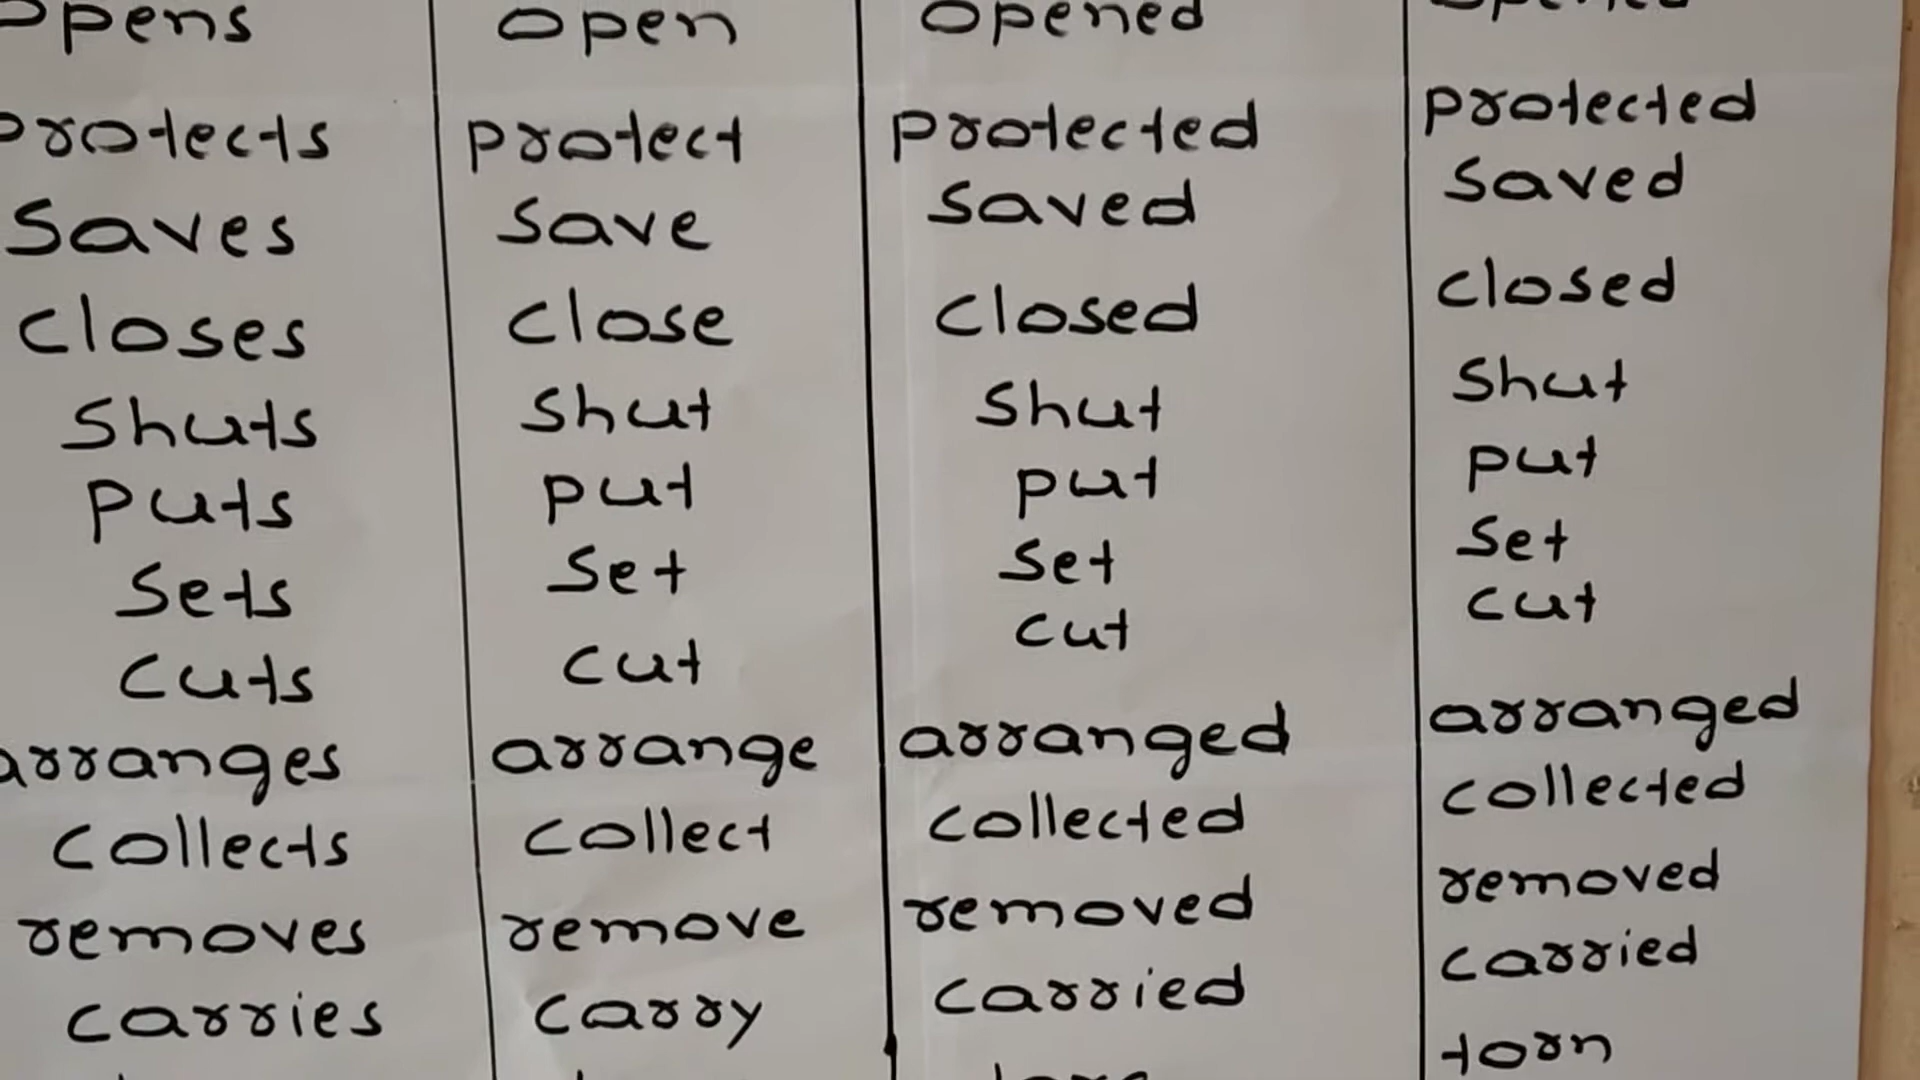 opens open opened opened
protects protect protected protected
Saves Save Saved Saved
closes close closed closed
Shuts Shut Shut Shut
puts put put put
Sets Set Set Set
cuts cut cut cut
arranges arrange arranged arranged
collects collect collected collected
removes remove removed removed
carries carry carried carried
torn